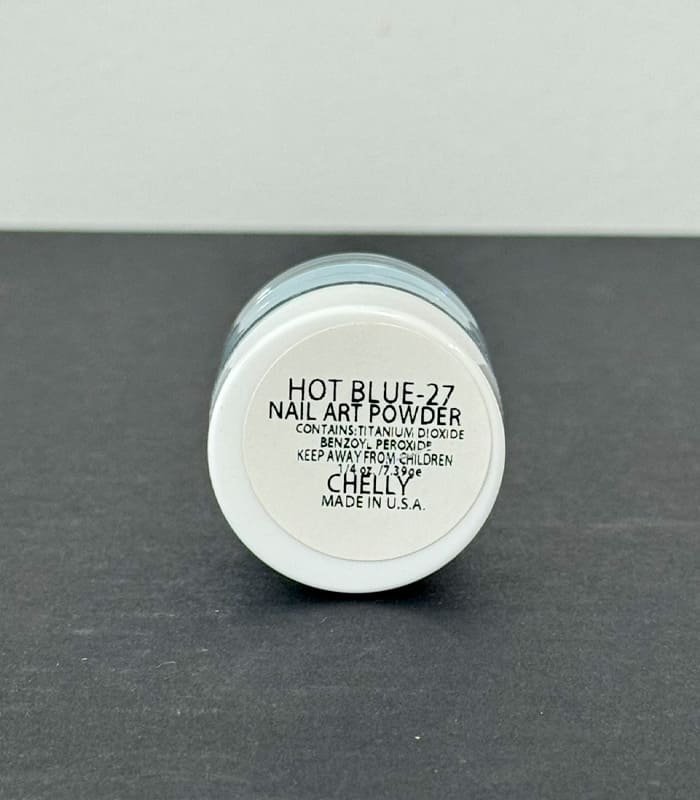 HOT BLUE-27
NAIL ART POWDER
CONTAINS:TITANIUM DIOXIDE
BENZOYL PEROXIDE
KEEP AWAY FROM CHILDREN
1/4 oz./7.39ge
CHELLY
MADE IN U.S.A.